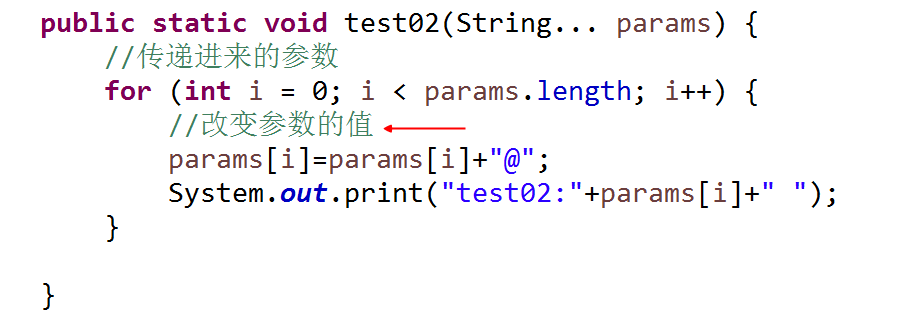 public static void test02(String... params) {
//传递进来的参数
for (int i = 0; i < params.length; i++) {
//改变参数的值
params[i]=params[i]+"@";
System.out.print("test02:"+params[i]+" ");
}
}